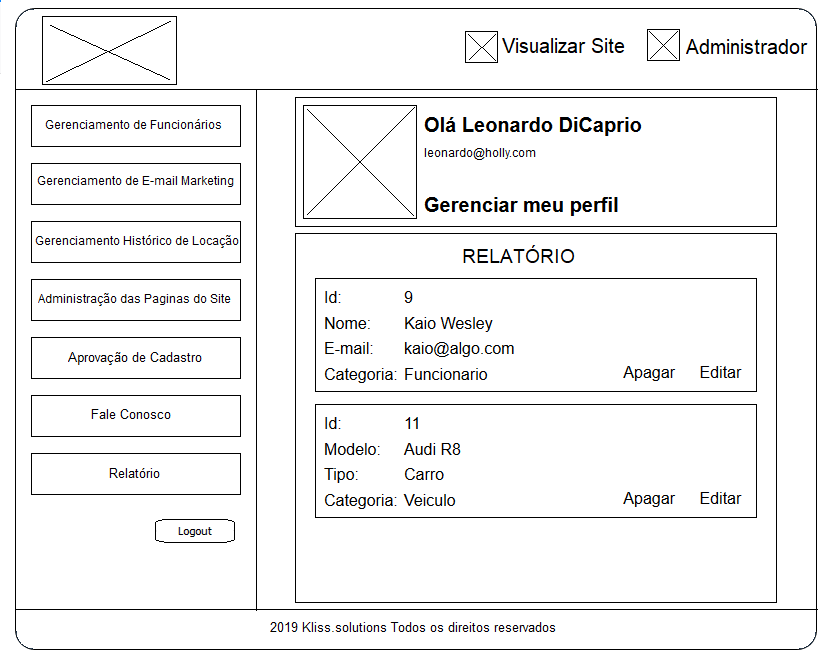 Visualizar Site
Administrador
Gerenciamento de Funcionários
Gerenciamento de E-mail Marketing
Gerenciamento Histórico de Locação
Administração das Paginas do Site
Aprovação de Cadastro
Fale Conosco
Relatório
Logout
Olá Leonardo DiCaprio
leonardo@holly.com
Gerenciar meu perfil
RELATÓRIO
Id: 9
Nome: Kaio Wesley
E-mail: kaio@algo.com
Categoria: Funcionario
Apagar Editar
Id: 11
Modelo: Audi R8
Tipo: Carro
Categoria: Veiculo
Apagar Editar
2019 Kliss.solutions Todos os direitos reservados